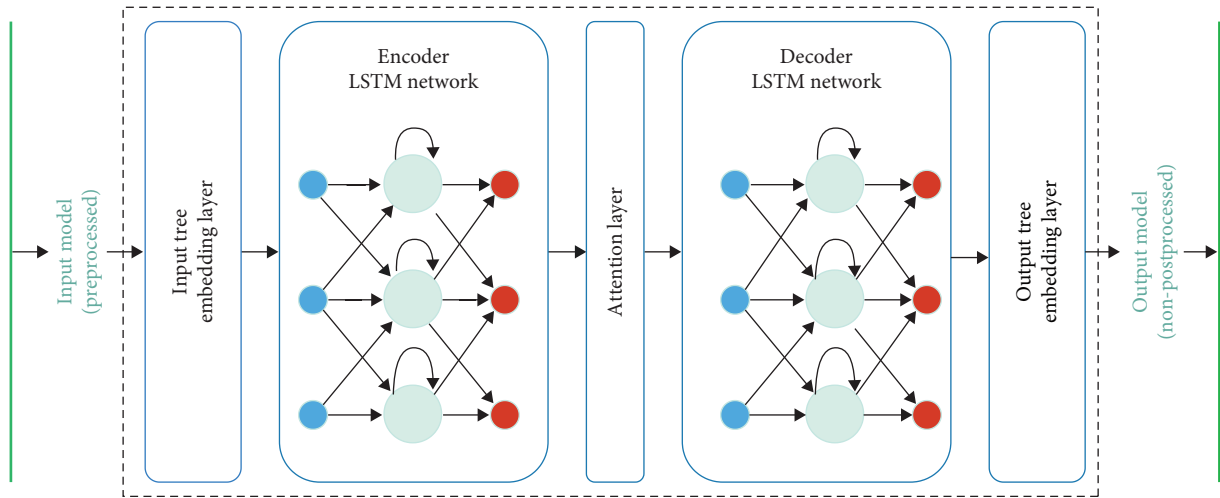 Input model
(preprocessed)
Input tree
embedding layer
Encoder
LSTM network
Attention layer
Decoder
LSTM network
Output tree
embedding layer
Output model
(non-postprocessed)